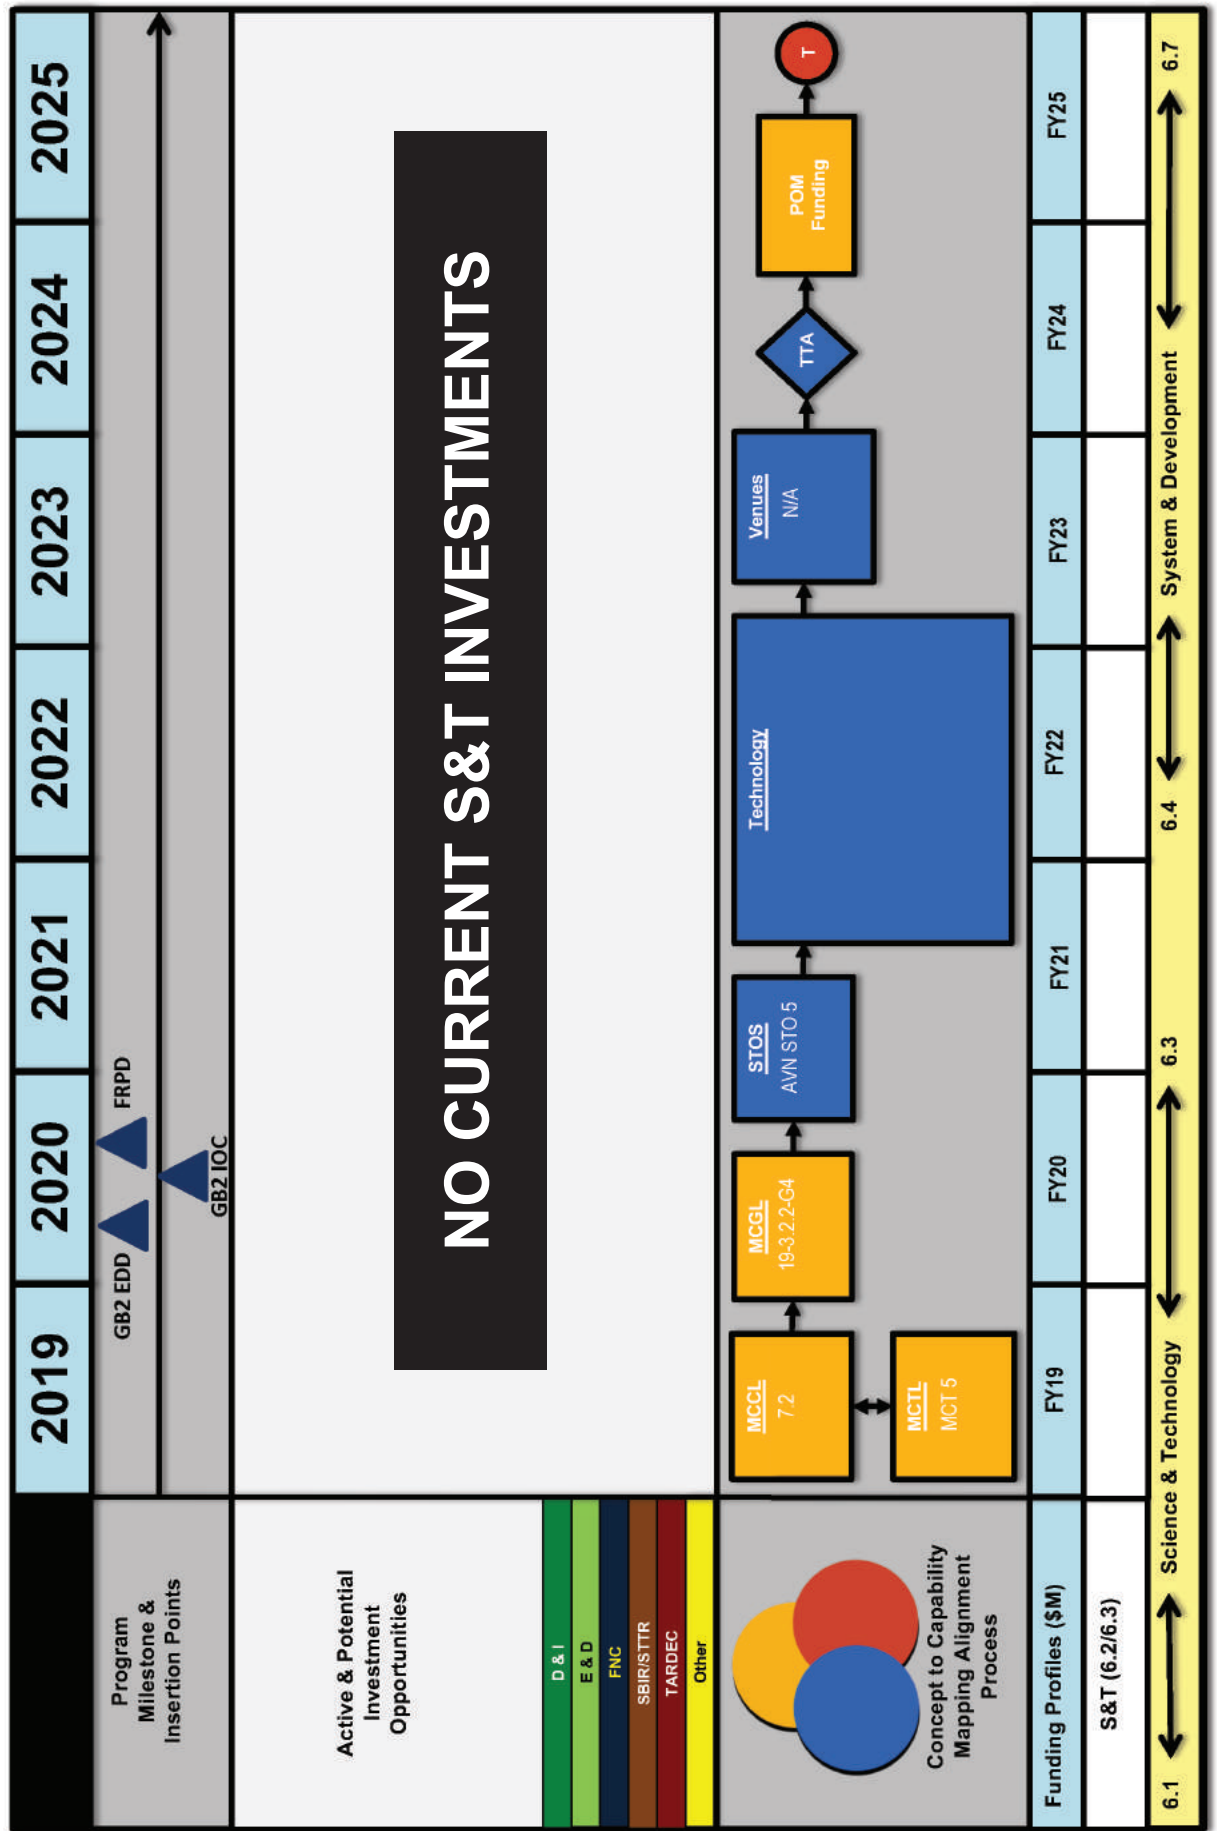 2019
2020
2021
2022
2023
2024
2025
Program
Milestone &
Insertion Points
GB2 EDD
FRPD
GB2 IOC
Active & Potential
Investment
Opportunities
NO CURRENT S&T INVESTMENTS
D & I
E & D
FNC
SBIR/STTR
TARDEC
Other
Concept to Capability
Mapping Alignment
Process
MCCL
7.2
MCTL
MCT 5
MCGL
19-3.2.2-G4
STOS
AVN STO 5
Technology
Venues
N/A
TTA
POM
Funding
T
Funding Profiles ($M)
FY19
FY20
FY21
FY22
FY23
FY24
FY25
S&T (6.2/6.3)
6.1
Science & Technology
6.3
6.4
System & Development
6.7